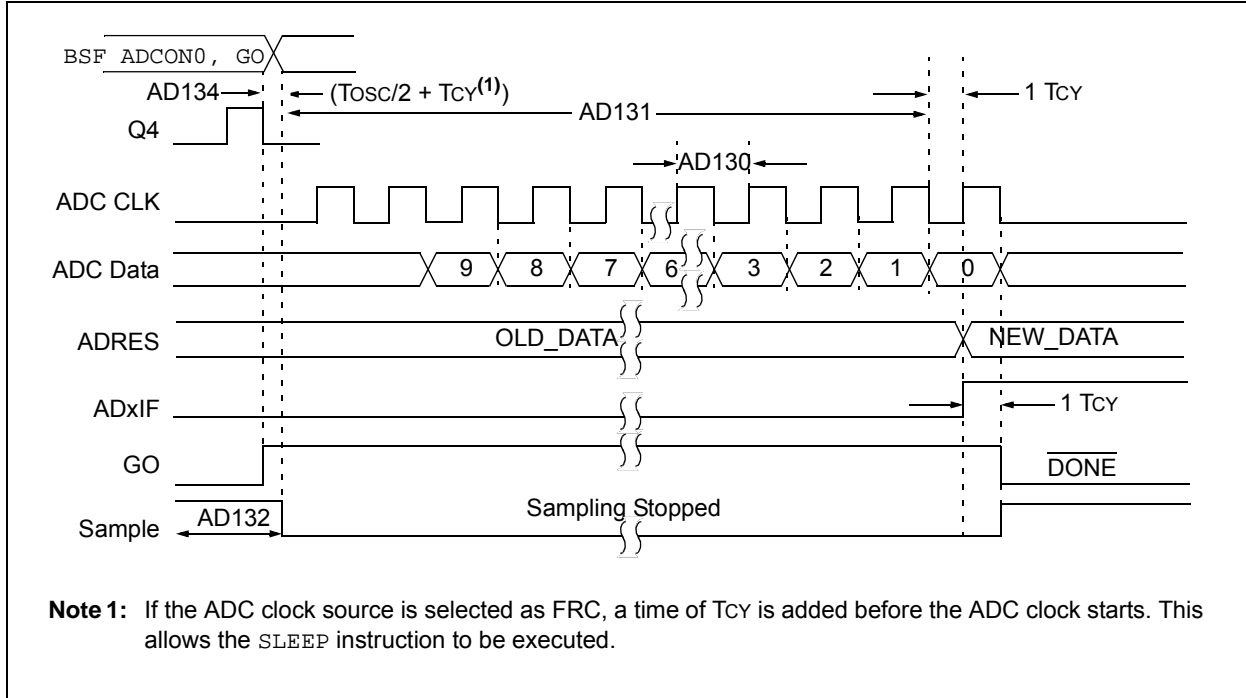 BSF ADCON0, GO
AD134 (TOSC/2 + TCY(1)) 1 TCY
AD131
Q4
AD130
ADC CLK
ADC Data 9 8 7 6 3 2 1 0
ADRES OLD_DATA NEW_DATA
ADxIF 1 TCY
GO DONE
Sample AD132 Sampling Stopped
Note 1: If the ADC clock source is selected as FRC, a time of TCY is added before the ADC clock starts. This
allows the SLEEP instruction to be executed.